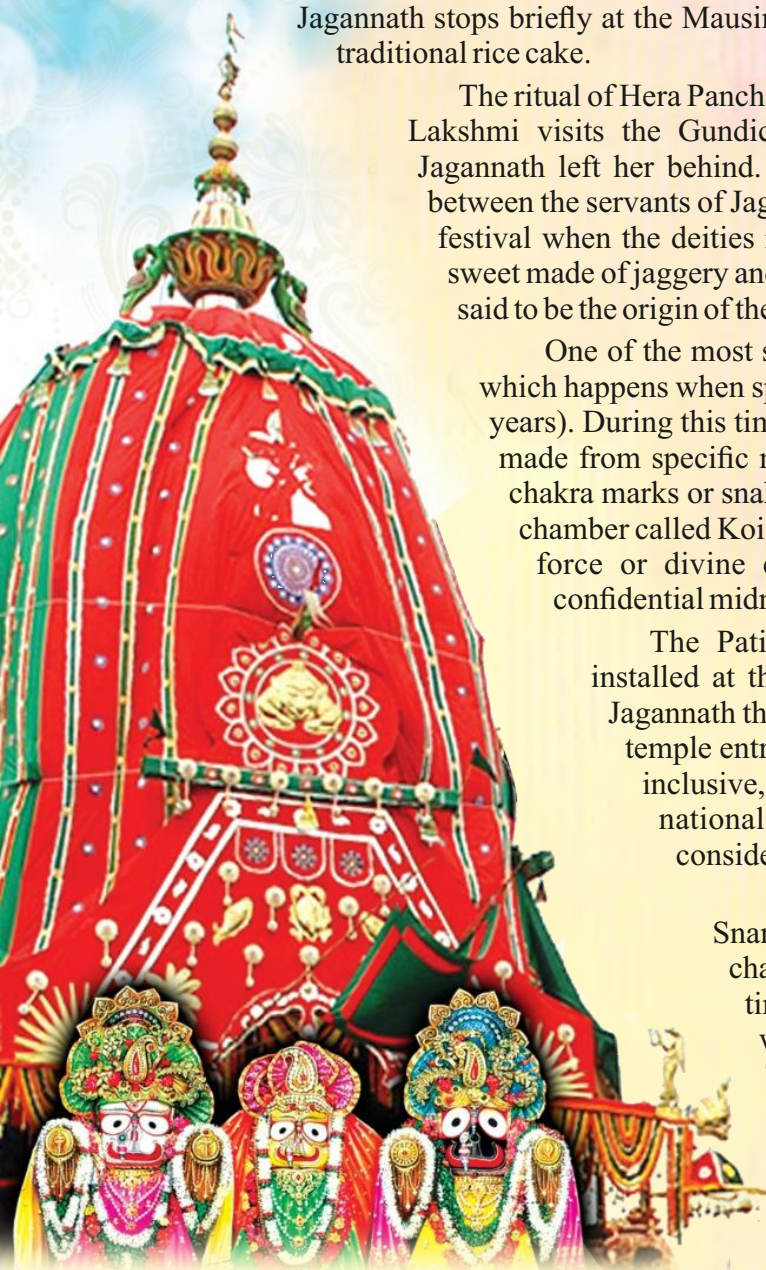 Jagannath stops briefly at the Mausi
traditional rice cake.
The ritual of Hera Panch
Lakshmi visits the Gundic
Jagannath left her behind.
between the servants of Jag
festival when the deities
sweet made of jaggery and
said to be the origin of the
One of the most s
which happens when sp
years). During this tim
made from specific
chakra marks or snal
chamber called Koi
force or divine
confidential midr
The Pati
installed at th
Jagannath th
temple entr
inclusive,
national
conside
Snan
cha
tin